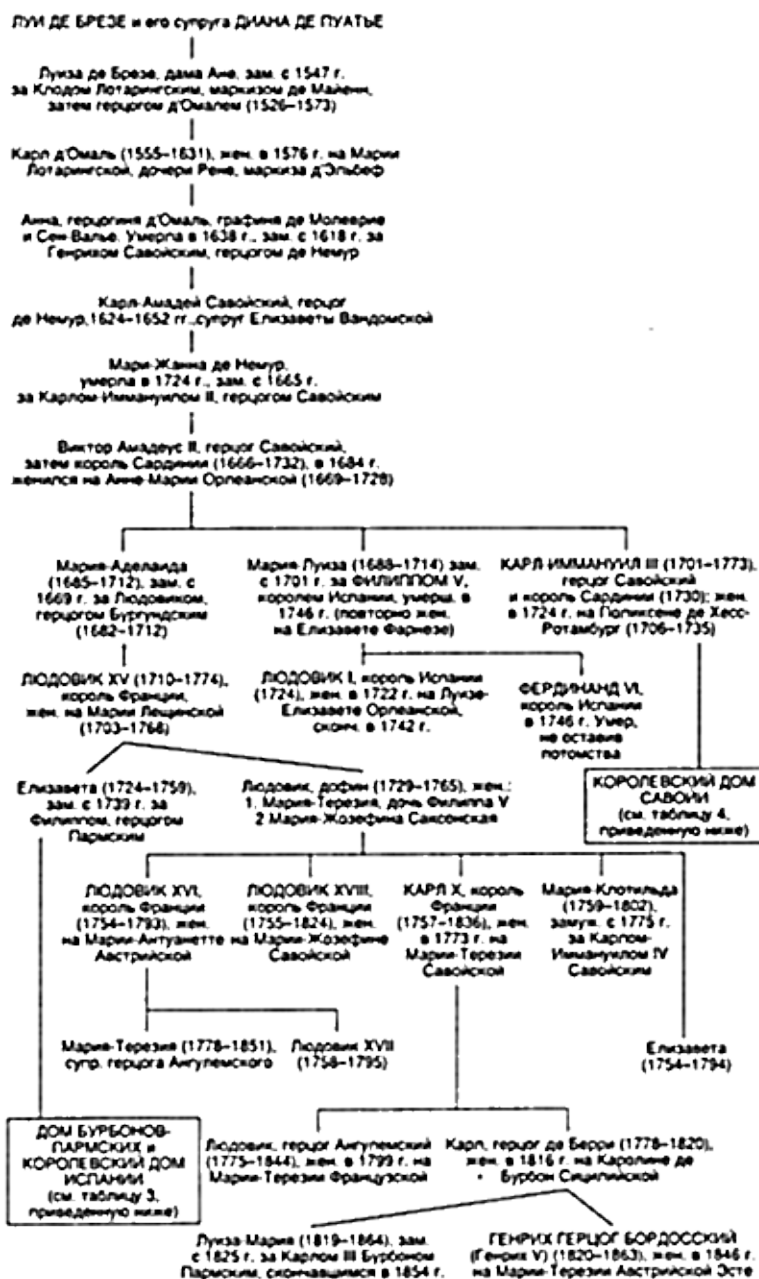 ЛУИ ДЕ БРЕЗЕ и его супруга ДИАНА ДЕ ПУАТЬЕ
Луиза де Брезе, дама Ане, зам. с 1547 г.
за Клодом Лотарингским, маркизом де Майенн,
затем герцогом д'Омалем (1526–1573)
Карл д'Омаль (1555–1631), жен. в 1576 г. на Марии
Лотарингской, дочери Рене, маркиза д'Эльбеф
Анна, герцогиня д'Омаль, графиня де Молеврие
и Сен-Валье. Умерла в 1638 г., зам. с 1618 г. за
Генрихом Савойским, герцогом де Немур
Карл-Амадей Савойский, герцог
де Немур,1624–1652 гг.,супруг Елизаветы Вандомской
Мари-Жанна де Немур,
умерла в 1724 г., зам. с 1665 г.
за Карлом-Иммануилом II, герцогом Савойским
Виктор Амадеус II, герцог Савойский,
затем король Сардинии (1666–1732), в 1684 г.
женился на Анне-Марии Орлеанской (1669–1728)
Мария-Аделаида
(1685–1712), зам. с
1669 г. за Людовиком,
герцогом Бургундским
(1682–1712)
Мария-Луиза (1688–1714) зам.
с 1701 г. за ФИЛИППОМ V,
королем Испании, умерш. в
1746 г. (повторно жен.
на Елизавете Фарнезе)
КАРЛ-ИММАНУИЛ III (1701–1773),
герцог Савойский
и король Сардинии (1730); жен.
в 1724 г. на Поликсене де Хесс-
Ротамбург (1706–1735)
ЛЮДОВИК XV (1710–1774),
король Франции,
жен. на Марии Лещинской
(1703–1768)
ЛЮДОВИК I, король Испании
(1724), жен. в 1722 г. на Луизе-
Елизавете Орлеанской,
сконч. в 1742 г.
ФЕРДИНАНД VI,
король Испании
в 1746 г. Умер,
не оставив
потомства
Елизавета (1724–1759),
зам. с 1739 г. за
Филиппом, герцогом
Пармским
Людовик, дофин (1729–1765), жен.:
1. Мария-Терезия, дочь Филиппа V
2 Мария-Жозефина Саксонская
КОРОЛЕВСКИЙ ДОМ
САВОЙИ
(см. таблицу 4,
приведенную ниже)
ЛЮДОВИК XVI,
король Франции
(1754–1793), жен.
на Марии-Антуанетте
Австрийской
ЛЮДОВИК XVIII,
король Франции
(1755–1824), жен.
на Марии-Жозефине
Савойской
КАРЛ X, король
Франции
(1757–1836), жен.
в 1773 г. на
Марии-Терезии
Савойской
Мария-Клотильда
(1759–1802),
замуж. с 1775 г.
за Карлом-
Иммануилом IV
Савойским
Мария-Терезия (1778–1851),
супр. герцога Ангулемского
Людовик XVII
(1758–1795)
Елизавета
(1754–1794)
ДОМ БУРБОНОВ-
ПАРМСКИХ и
КОРОЛЕВСКИЙ ДОМ
ИСПАНИИ
(см. таблицу 3,
приведенную ниже)
Людовик, герцог Ангулемский
(1775–1844), жен. в 1799 г. на
Марии-Терезии Французской
Карл, герцог де Берри (1778–1820),
жен. в 1816 г. на Каролине де
Бурбон Сицилийской
Луиза-Мария (1819–1864), зам.
с 1825 г. за Карлом III Бурбоном
Пармским, скончавшимся в 1854 г.
ГЕНРИХ ГЕРЦОГ БОРДОССКИЙ
(Генрих V) (1820–1863), жен. в 1846 г.
на Марии-Терезии Австрийской Эсте